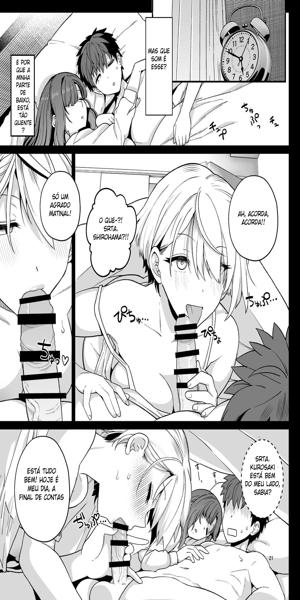 MAS QUE
SOM É
ESSE?
E POR
QUE A
MINHA
PARTE
DE
BAIXO,
ESTÁ
TÃO
QUENTE
?
AH, ACORDA,
ACORDA!!
O QUE-?!
SRTA.
SHIROHAMA?!!
SÓ UM
AGRADO
MATINAL!
SRTA.
KUROSAKI
ESTÁ BEM
DO MEU LADO,
SABIA?
ESTÁ TUDO
BEM! HOJE É
MEU DIA, A
FINAL DE
CONTAS
21